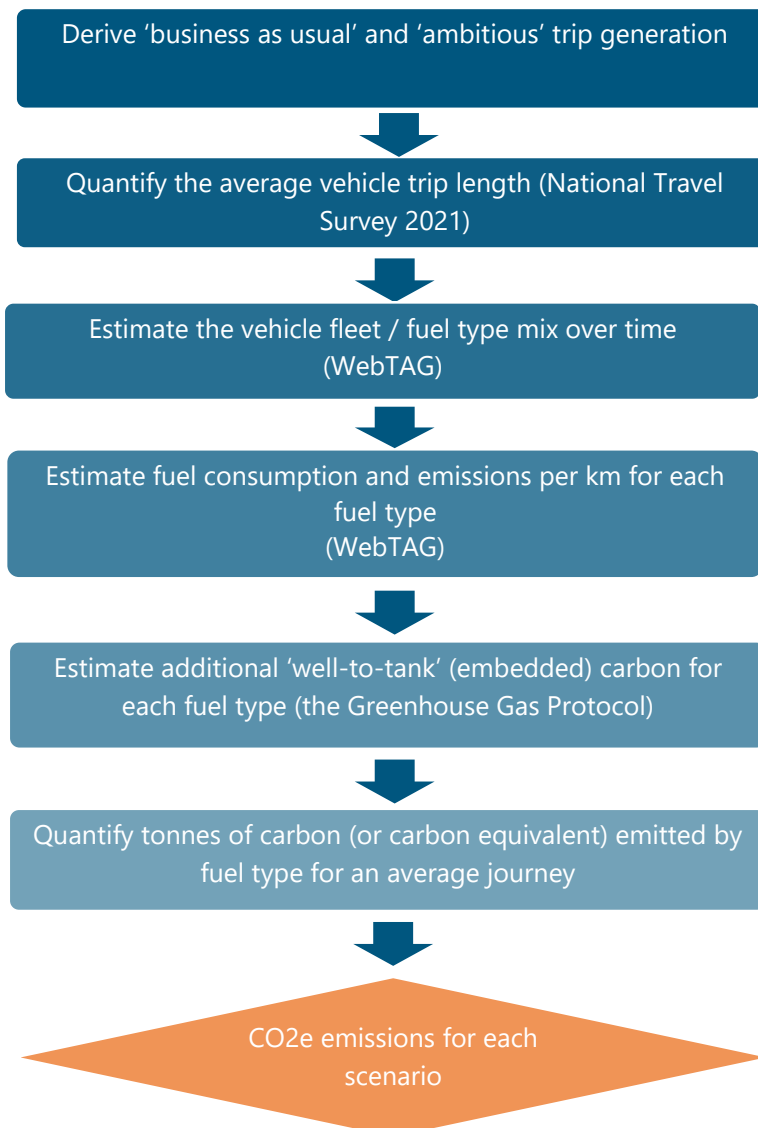 Derive ‘business as usual’ and ‘ambitious’ trip generation
Quantify the average vehicle trip length (National Travel
Survey 2021)
Estimate the vehicle fleet / fuel type mix over time
(WebTAG)
Estimate fuel consumption and emissions per km for each
fuel type
(WebTAG)
Estimate additional ‘well-to-tank’ (embedded) carbon for
each fuel type (the Greenhouse Gas Protocol)
Quantify tonnes of carbon (or carbon equivalent) emitted by
fuel type for an average journey
CO2e emissions for each
scenario